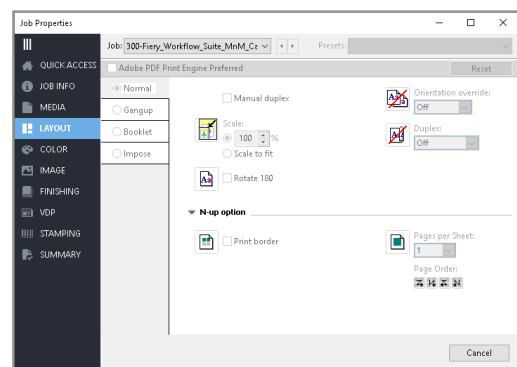 Job Properties
Job: 300-Fiery_Workflow_Suite_MnM_Cz
Presets:
QUICK ACCESS
JOB INFO
MEDIA
LAYOUT
COLOR
IMAGE
FINISHING
VDP
STAMPING
SUMMARY
Adobe PDF Print Engine Preferred
Reset
Normal
Gangup
Booklet
Impose
Manual duplex
Scale:
100 %
Scale to fit
Rotate 180
Orientation override:
Off
Duplex:
Off
N-up option
Print border
Pages per Sheet:
1
Page Order:
Cancel